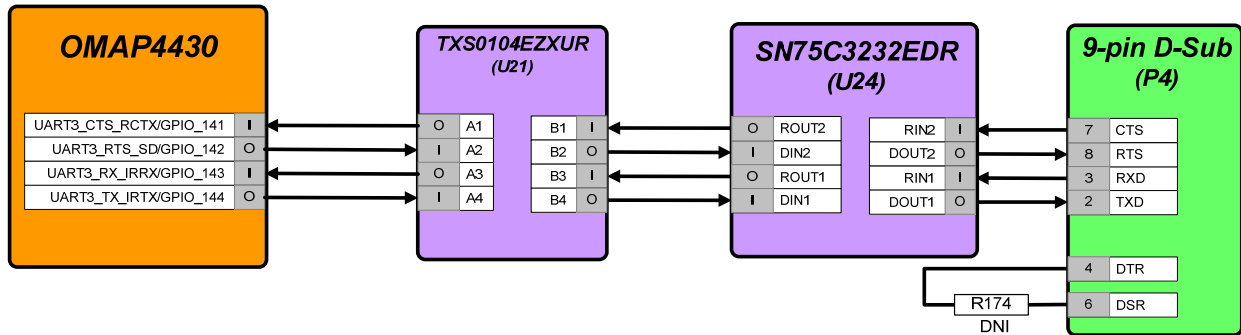 OMAP4430
UART3_CTS_RCTX/GPIO_141 I
UART3_RTS_SD/GPIO_142 O
UART3_RX_IRRX/GPIO_143 I
UART3_TX_IRTX/GPIO_144 O
TXS0104EZXUR
(U21)
O A1
I A2
O A3
I A4
B1 I
B2 O
B3 I
B4 O
SN75C3232EDR
(U24)
O ROUT2
I DIN2
O ROUT1
I DIN1
RIN2 I
DOUT2 O
RIN1 I
DOUT1 O
9-pin D-Sub
(P4)
7 CTS
8 RTS
3 RXD
2 TXD
4 DTR
6 DSR
R174
DNI